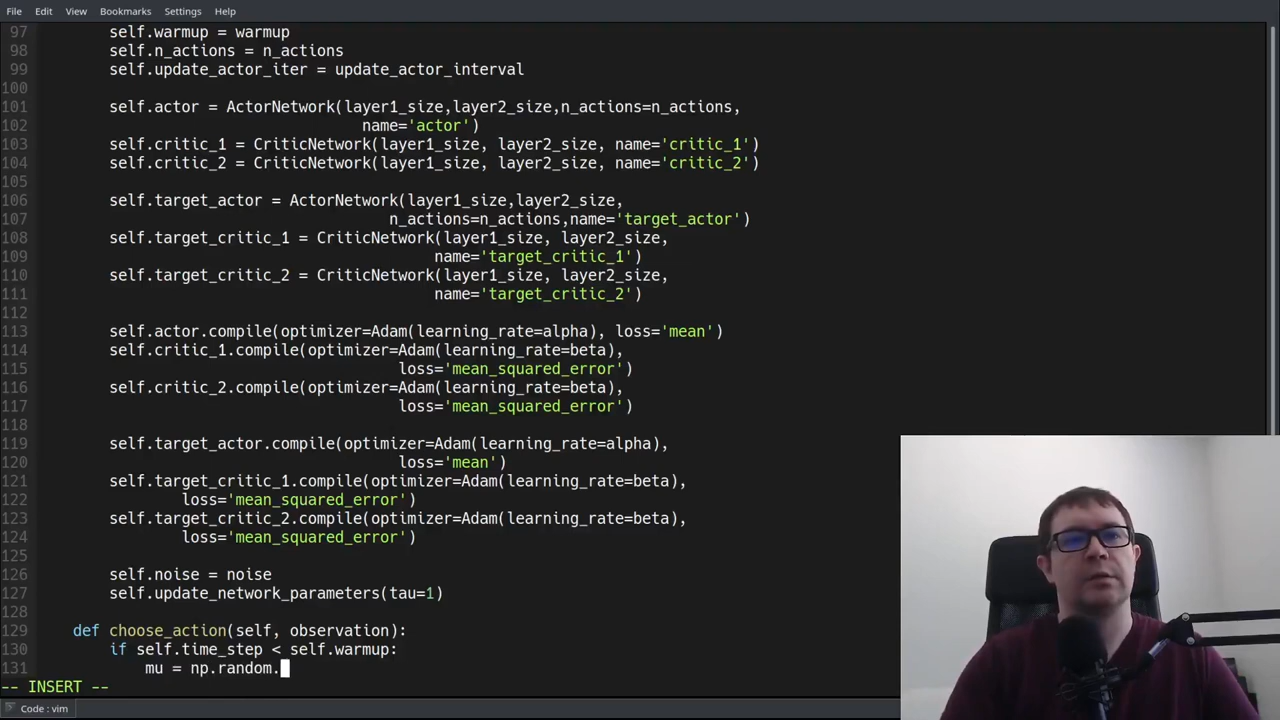 File Edit View Bookmarks Settings Help
97 self.warmup = warmup
98 self.n_actions = n_actions
99 self.update_actor_iter = update_actor_interval
100
101 self.actor = ActorNetwork(layer1_size,layer2_size,n_actions=n_actions,
102 name='actor')
103 self.critic_1 = CriticNetwork(layer1_size, layer2_size, name='critic_1')
104 self.critic_2 = CriticNetwork(layer1_size, layer2_size, name='critic_2')
105
106 self.target_actor = ActorNetwork(layer1_size,layer2_size,
107 n_actions=n_actions,name='target_actor')
108 self.target_critic_1 = CriticNetwork(layer1_size, layer2_size,
109 name='target_critic_1')
110 self.target_critic_2 = CriticNetwork(layer1_size, layer2_size,
111 name='target_critic_2')
112
113 self.actor.compile(optimizer=Adam(learning_rate=alpha), loss='mean')
114 self.critic_1.compile(optimizer=Adam(learning_rate=beta),
115 loss='mean_squared_error')
116 self.critic_2.compile(optimizer=Adam(learning_rate=beta),
117 loss='mean_squared_error')
118
119 self.target_actor.compile(optimizer=Adam(learning_rate=alpha),
120 loss='mean')
121 self.target_critic_1.compile(optimizer=Adam(learning_rate=beta),
122 loss='mean_squared_error')
123 self.target_critic_2.compile(optimizer=Adam(learning_rate=beta),
124 loss='mean_squared_error')
125
126 self.noise = noise
127 self.update_network_parameters(tau=1)
128
129 def choose_action(self, observation):
130 if self.time_step < self.warmup:
131 mu = np.random.
-- INSERT --
Code : vim